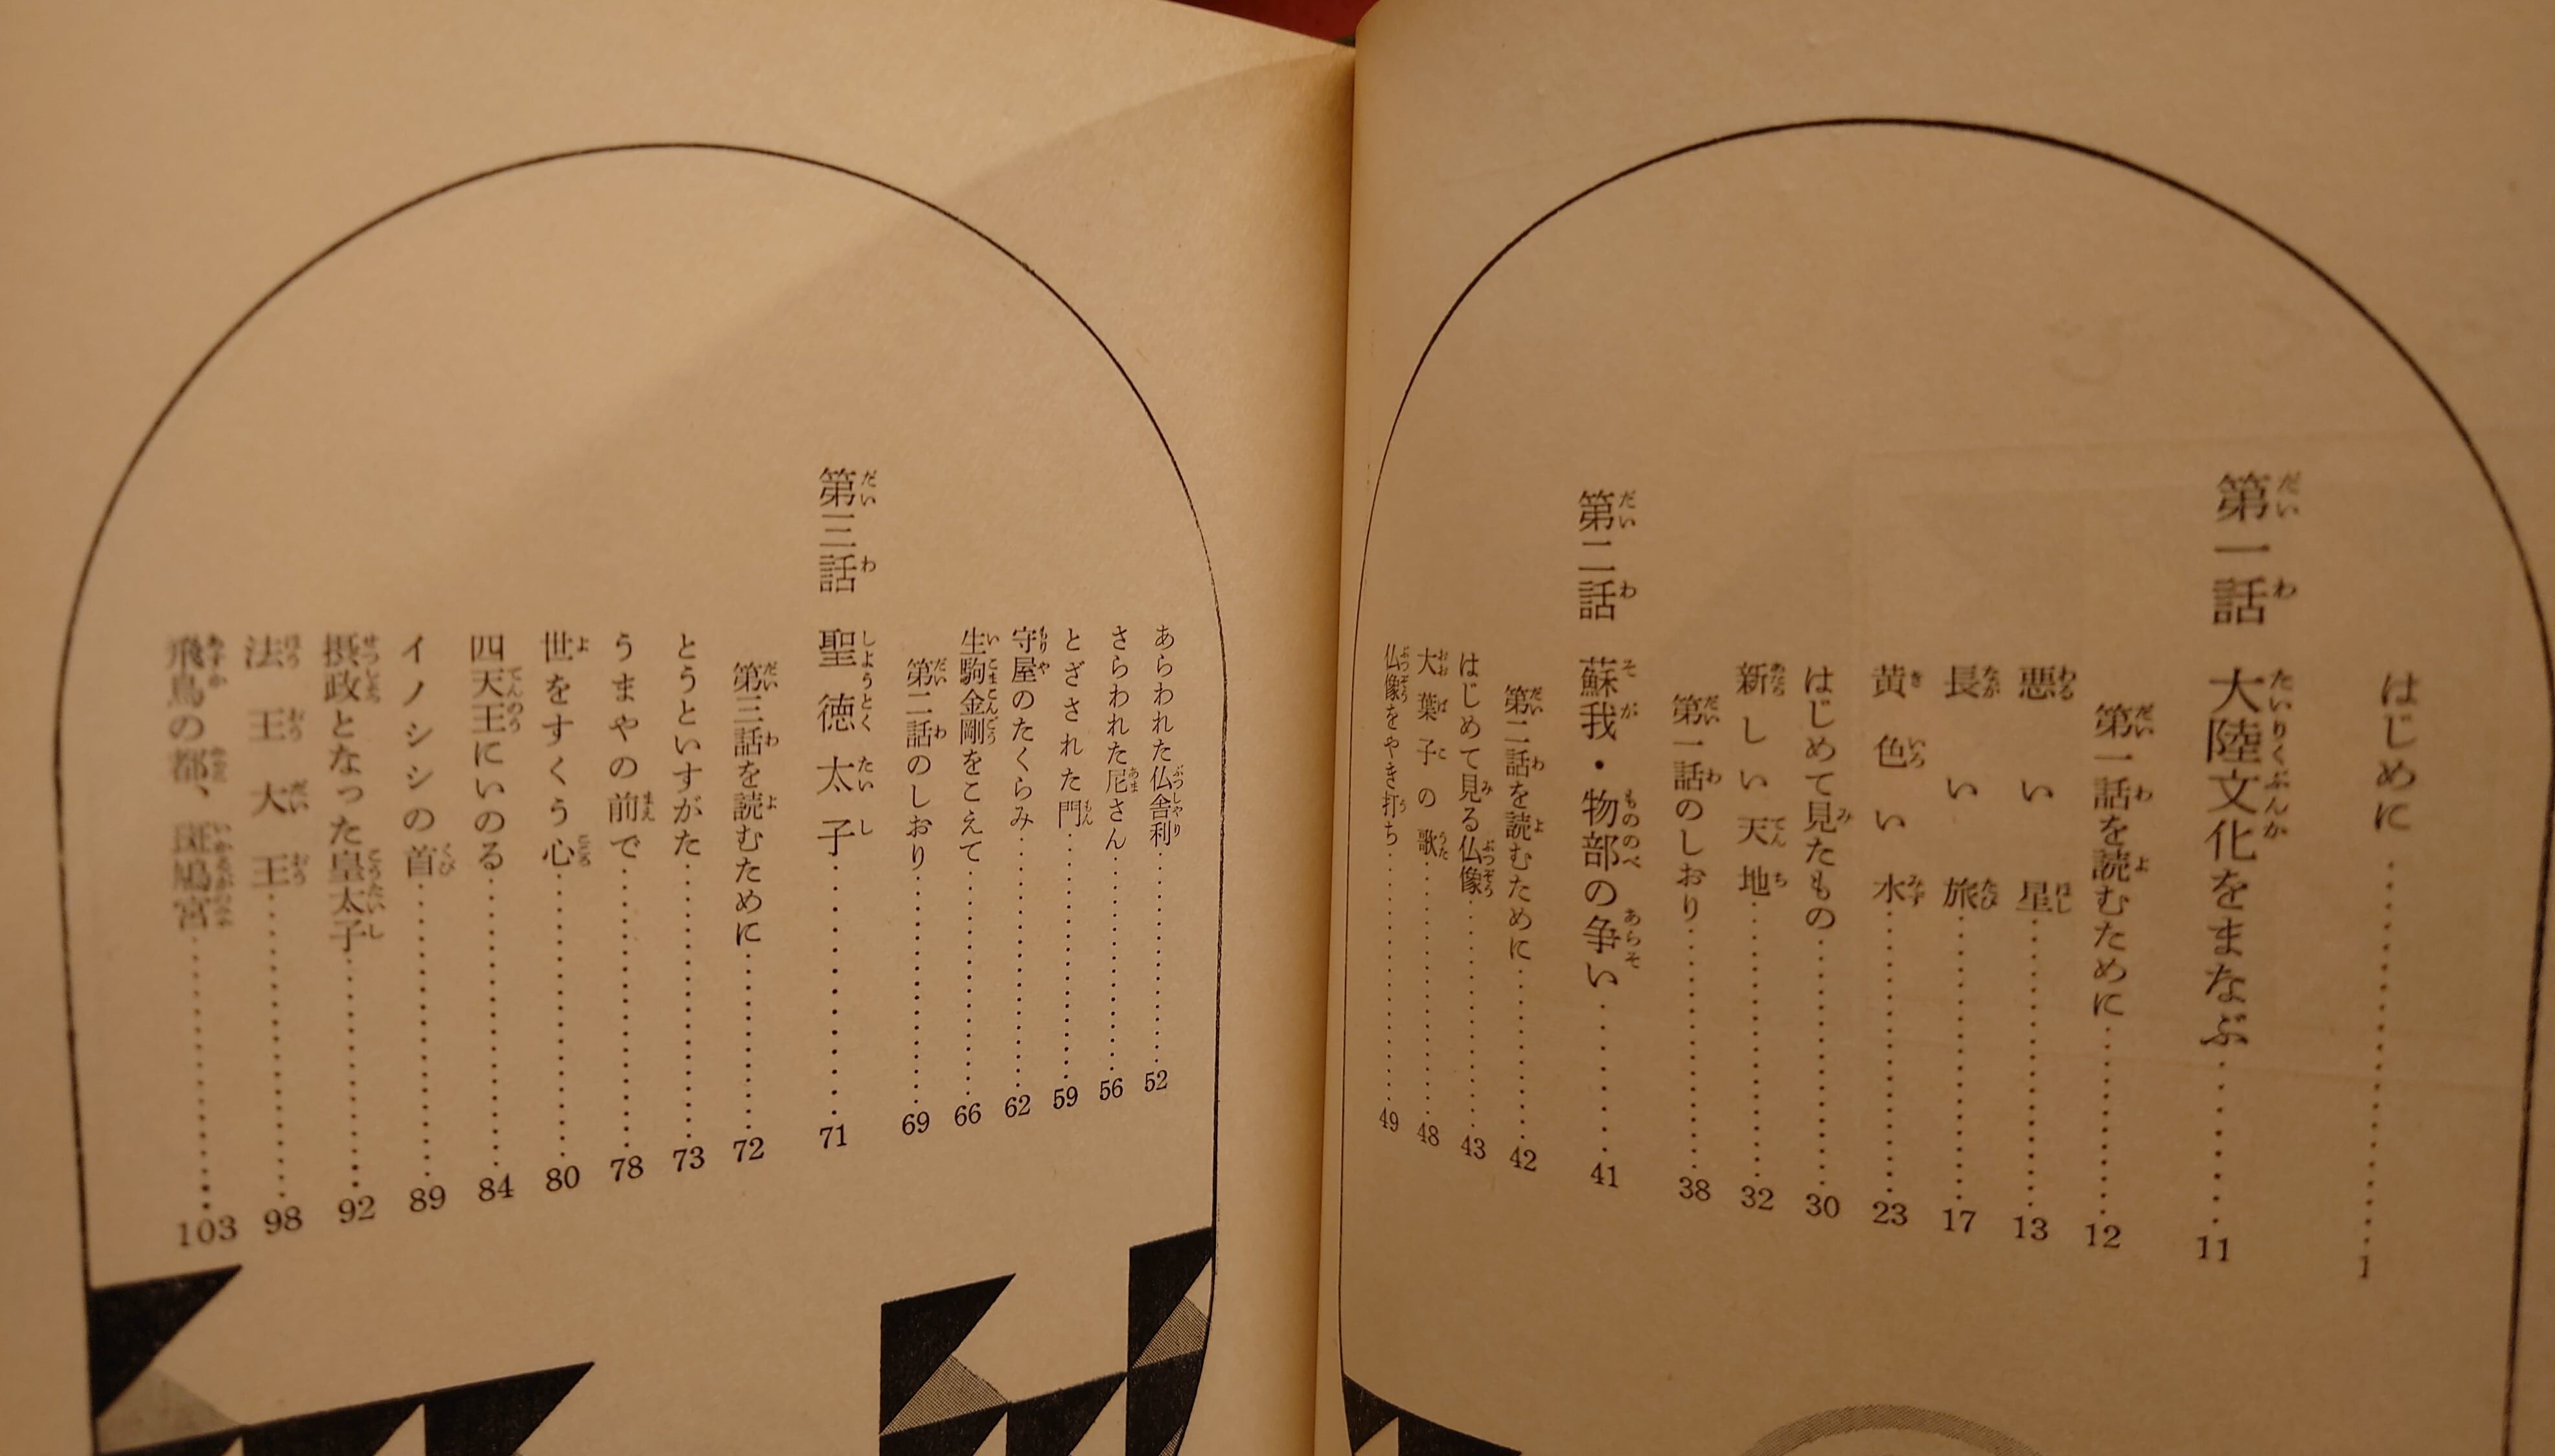 はじめに……………1
第一話 大陸文化をまなぶ……………11
第一話を読むために……………12
悪い星……………13
長い旅……………17
黄色い水……………23
はじめて見たもの……………30
新しい天地……………32
第一話のしおり……………38
第二話 蘇我・物部の争い……………41
第二話を読むために……………42
はじめて見る仏像……………43
大葉子の歌……………48
仏像をやき打ち……………49
あらわれた仏舎利……………52
さらわれた尼さん……………56
とざされた門……………59
守屋のたくらみ……………62
生駒金剛をこえて……………66
第二話のしおり……………69
第三話 聖徳太子……………71
第三話を読むために……………72
とうといすがた……………73
うまやの前で……………78
世をすくう心……………80
四天王にいのる……………84
イノシシの首……………89
摂政となった皇太子……………92
法王大王……………98
飛鳥の都、斑鳩宮……………103